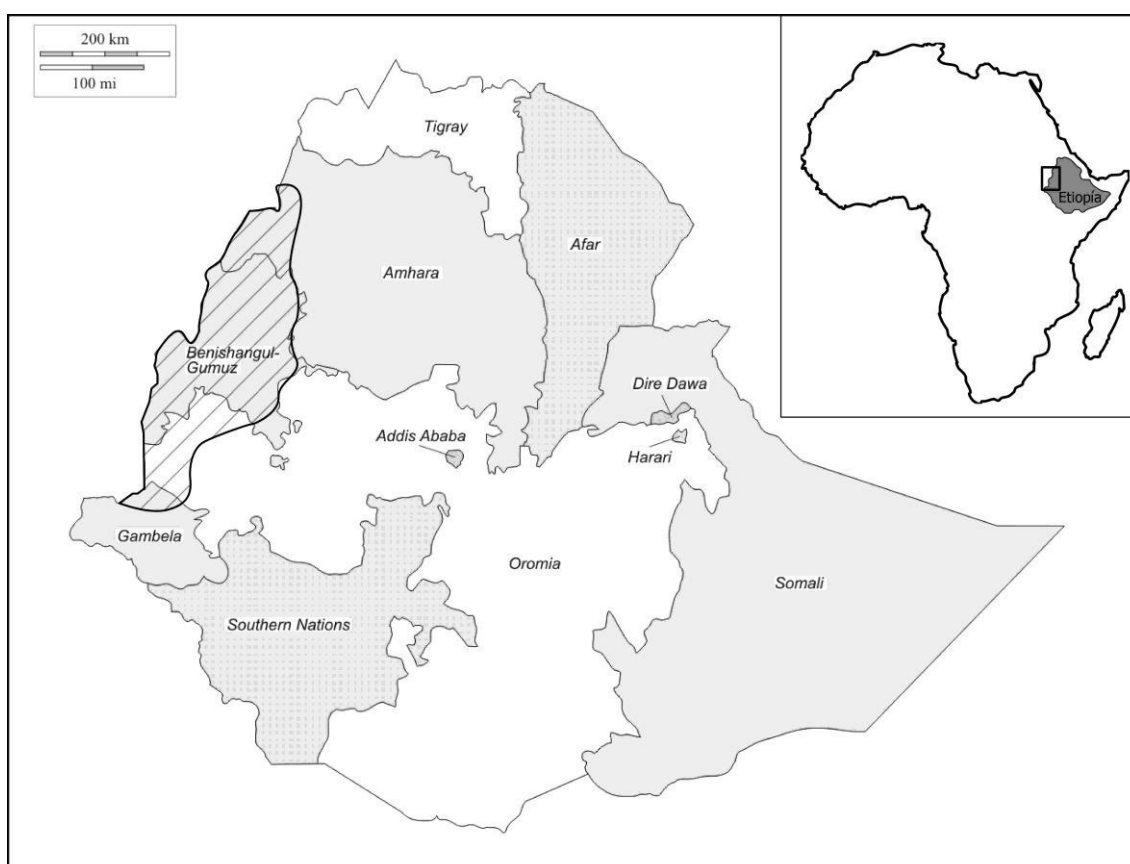 200 km
100 mi
Tigray
Etiopía
Afar
Amhara
Benishangul-
Gumuz
Dire Dawa
Addis Ababa
Harari
Gambela
Oromia
Somali
Southern Nations